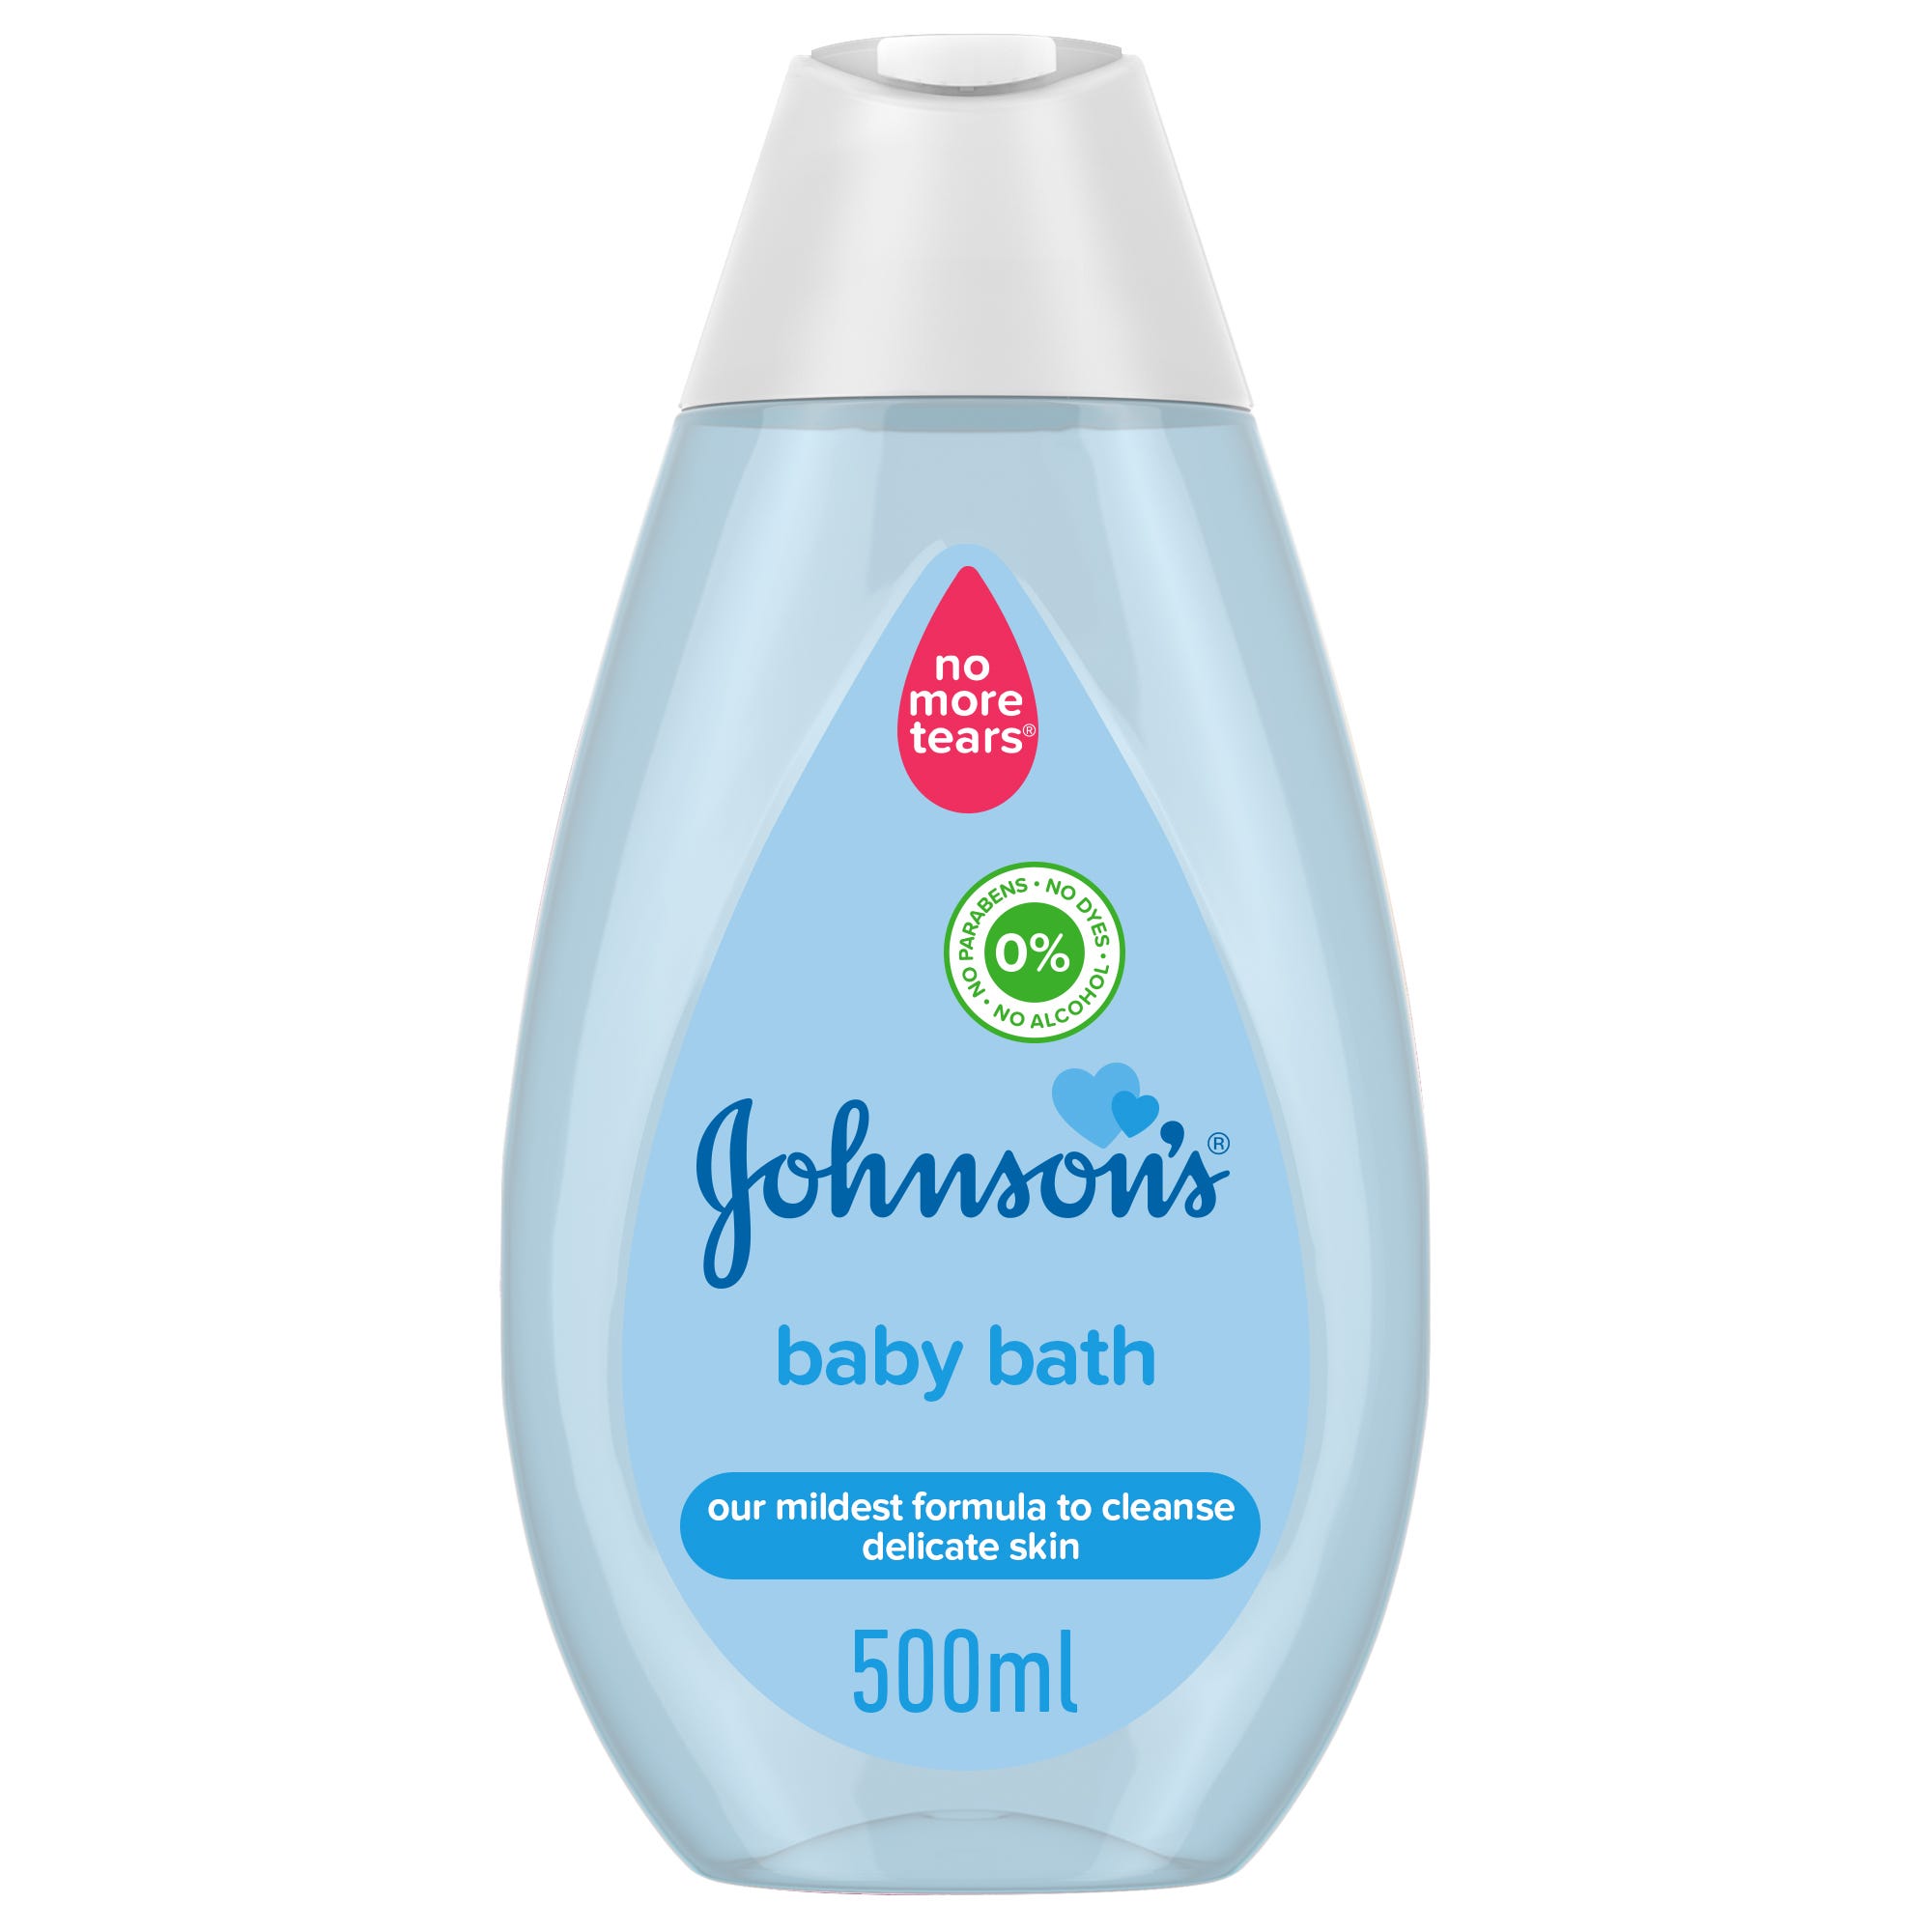 no
more
tears®
NO PARABENS • NO DYES • NO ALCOHOL •
0%
Johnson's®
baby bath
our mildest formula to cleanse
delicate skin
500ml